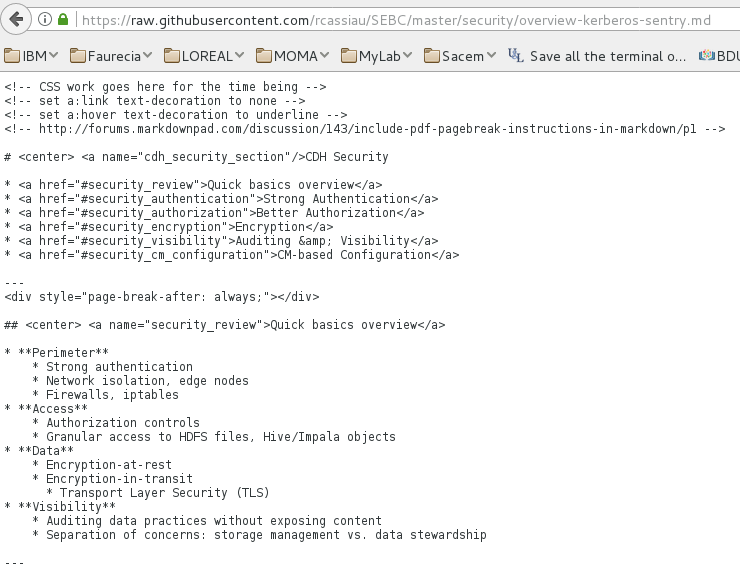 https://raw.githubusercontent.com/rcassiau/SEBC/master/security/overview-kerberos-sentry.md
IBM Faurecia LOREAL MOMA MyLab Sacem UL Save all the terminal o... BDU
<!-- CSS work goes here for the time being -->
<!-- set a:link text-decoration to none -->
<!-- set a:hover text-decoration to underline -->
<!-- http://forums.markdownpad.com/discussion/143/include-pdf-pagebreak-instructions-in-markdown/p1 -->
# <center> <a name="cdh_security_section"/>CDH Security
* <a href="#security_review">Quick basics overview</a>
* <a href="#security_authentication">Strong Authentication</a>
* <a href="#security_authorization">Better Authorization</a>
* <a href="#security_encryption">Encryption</a>
* <a href="#security_visibility">Auditing &amp; Visibility</a>
* <a href="#security_cm_configuration">CM-based Configuration</a>
---
<div style="page-break-after: always;"></div>
## <center> <a name="security_review">Quick basics overview</a>
* **Perimeter**
    * Strong authentication
    * Network isolation, edge nodes
    * Firewalls, iptables
* **Access**
    * Authorization controls
    * Granular access to HDFS files, Hive/Impala objects
* **Data**
    * Encryption-at-rest
    * Encryption-in-transit
      * Transport Layer Security (TLS)
* **Visibility**
    * Auditing data practices without exposing content
    * Separation of concerns: storage management vs. data stewardship
---